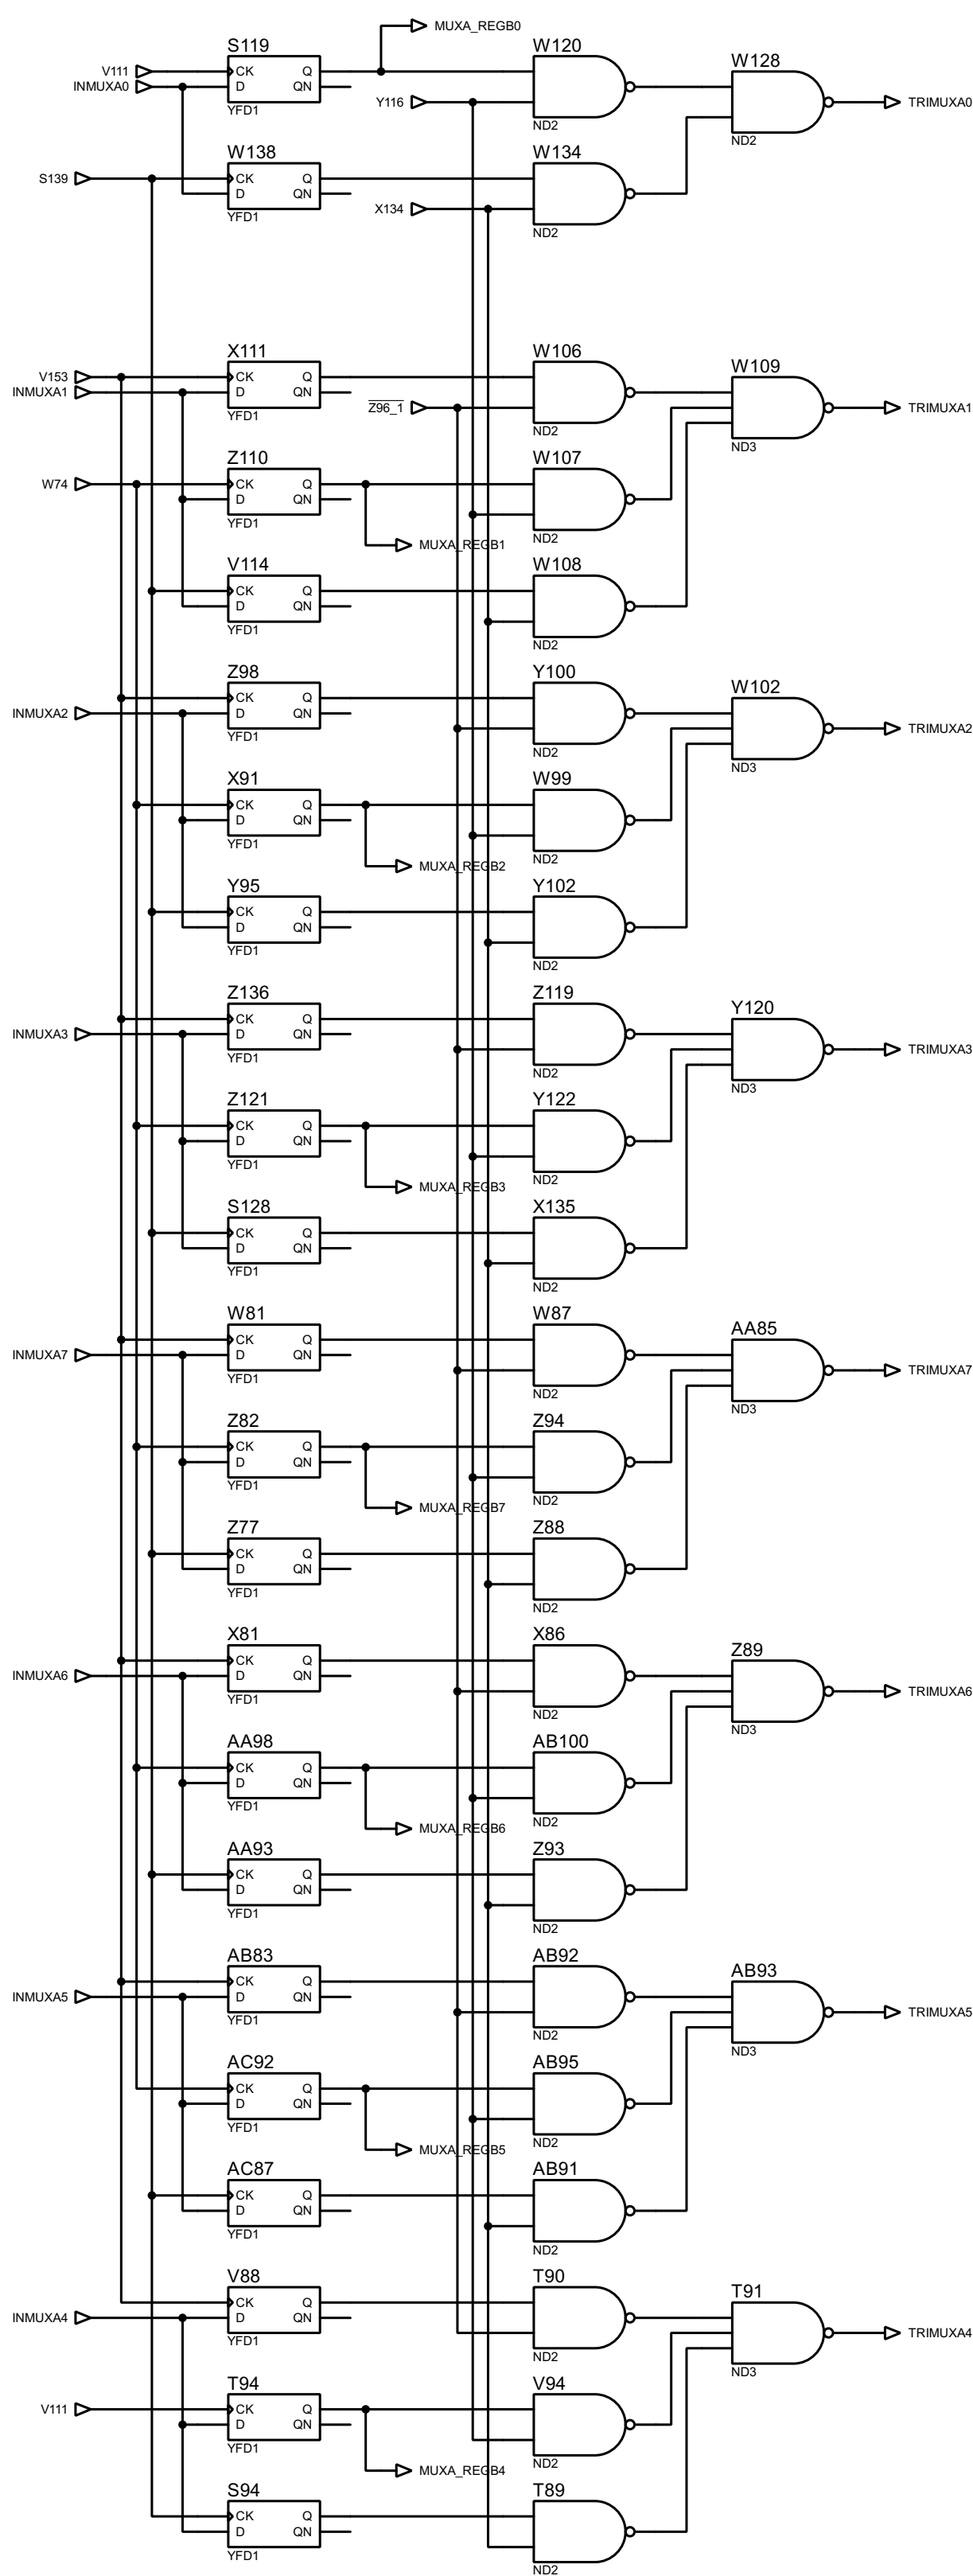 MUXA_REGB0
S119 W120 W128
V111 CK Q
INMUXA0 D QN
Y116 TRIMUXA0
YFD1 ND2 ND2
W138 W134
S139 CK Q
D QN
X134
YFD1 ND2
X111 W106 W109
V153 CK Q
INMUXA1 D QN
Z96_1 TRIMUXA1
YFD1 ND2 ND3
Z110 W107
W74 CK Q
D QN
YFD1 ND2
MUXA_REGB1
V114 W108
CK Q
D QN
YFD1 ND2
Z98 Y100 W102
CK Q
INMUXA2 D QN
TRIMUXA2
YFD1 ND2 ND3
X91 W99
CK Q
D QN
YFD1 ND2
MUXA_REGB2
Y95 Y102
CK Q
D QN
YFD1 ND2
Z136 Z119 Y120
CK Q
INMUXA3 D QN
TRIMUXA3
YFD1 ND2 ND3
Z121 Y122
CK Q
D QN
YFD1 ND2
MUXA_REGB3
S128 X135
CK Q
D QN
YFD1 ND2
W81 W87 AA85
CK Q
INMUXA7 D QN
TRIMUXA7
YFD1 ND2 ND3
Z82 Z94
CK Q
D QN
YFD1 ND2
MUXA_REGB7
Z77 Z88
CK Q
D QN
YFD1 ND2
X81 X86 Z89
CK Q
INMUXA6 D QN
TRIMUXA6
YFD1 ND2 ND3
AA98 AB100
CK Q
D QN
YFD1 ND2
MUXA_REGB6
AA93 Z93
CK Q
D QN
YFD1 ND2
AB83 AB92 AB93
CK Q
INMUXA5 D QN
TRIMUXA5
YFD1 ND2 ND3
AC92 AB95
CK Q
D QN
YFD1 ND2
MUXA_REGB5
AC87 AB91
CK Q
D QN
YFD1 ND2
V88 T90 T91
CK Q
INMUXA4 D QN
TRIMUXA4
YFD1 ND2 ND3
T94 V94
V111 CK Q
D QN
YFD1 ND2
MUXA_REGB4
S94 T89
CK Q
D QN
YFD1 ND2